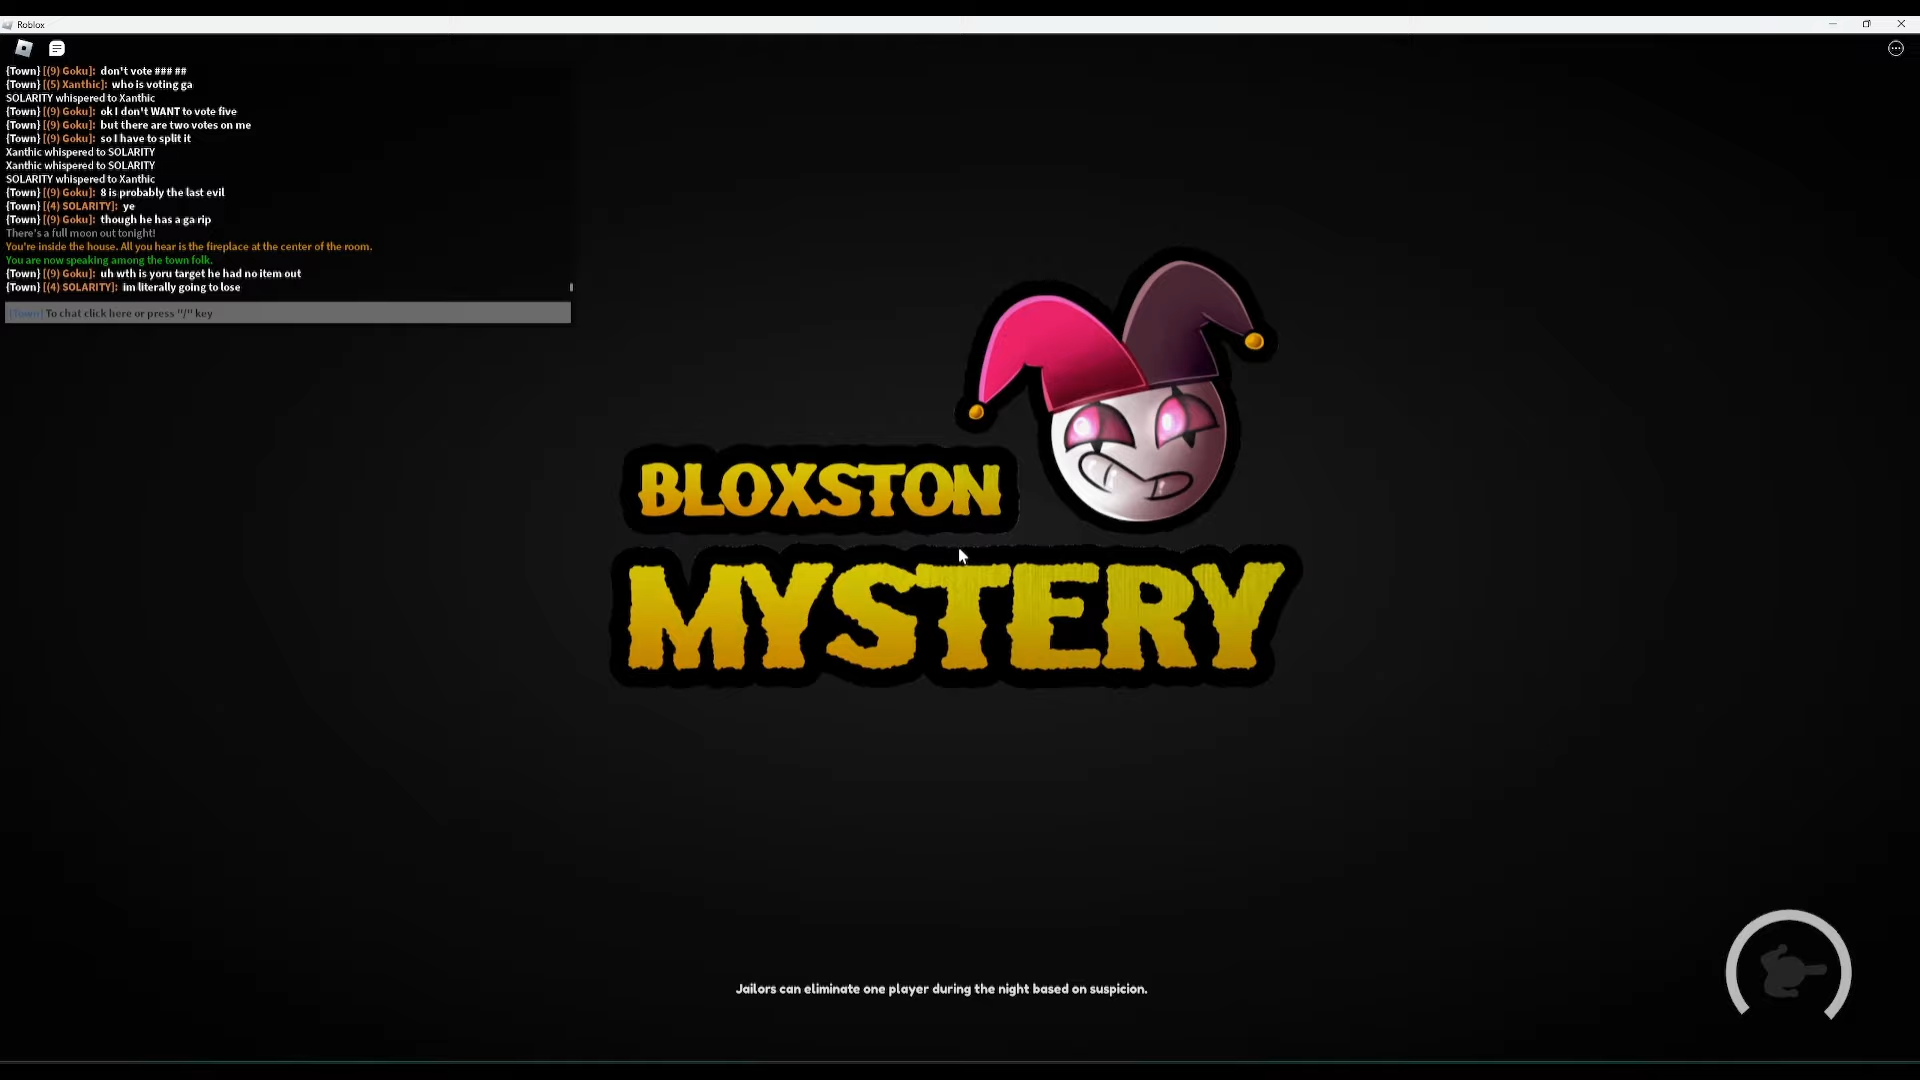 Roblox
{Town} [(9) Goku]: don't vote ### ##
{Town} [(5) Xanthic]: who is voting ga
SOLARITY whispered to Xanthic
{Town} [(9) Goku]: ok I don't WANT to vote five
{Town} [(9) Goku]: but there are two votes on me
{Town} [(9) Goku]: so I have to split it
Xanthic whispered to SOLARITY
Xanthic whispered to SOLARITY
SOLARITY whispered to Xanthic
{Town} [(9) Goku]: 8 is probably the last evil
{Town} [(4) SOLARITY]: ye
{Town} [(9) Goku]: though he has a ga rip
There's a full moon out tonight!
You're inside the house. All you hear is the fireplace at the center of the room.
You are now speaking among the town folk.
{Town} [(9) Goku]: uh wth is yoru target he had no item out
{Town} [(4) SOLARITY]: im literally going to lose
[Town] To chat click here or press "/" key
BLOXSTON
MYSTERY
Jailors can eliminate one player during the night based on suspicion.